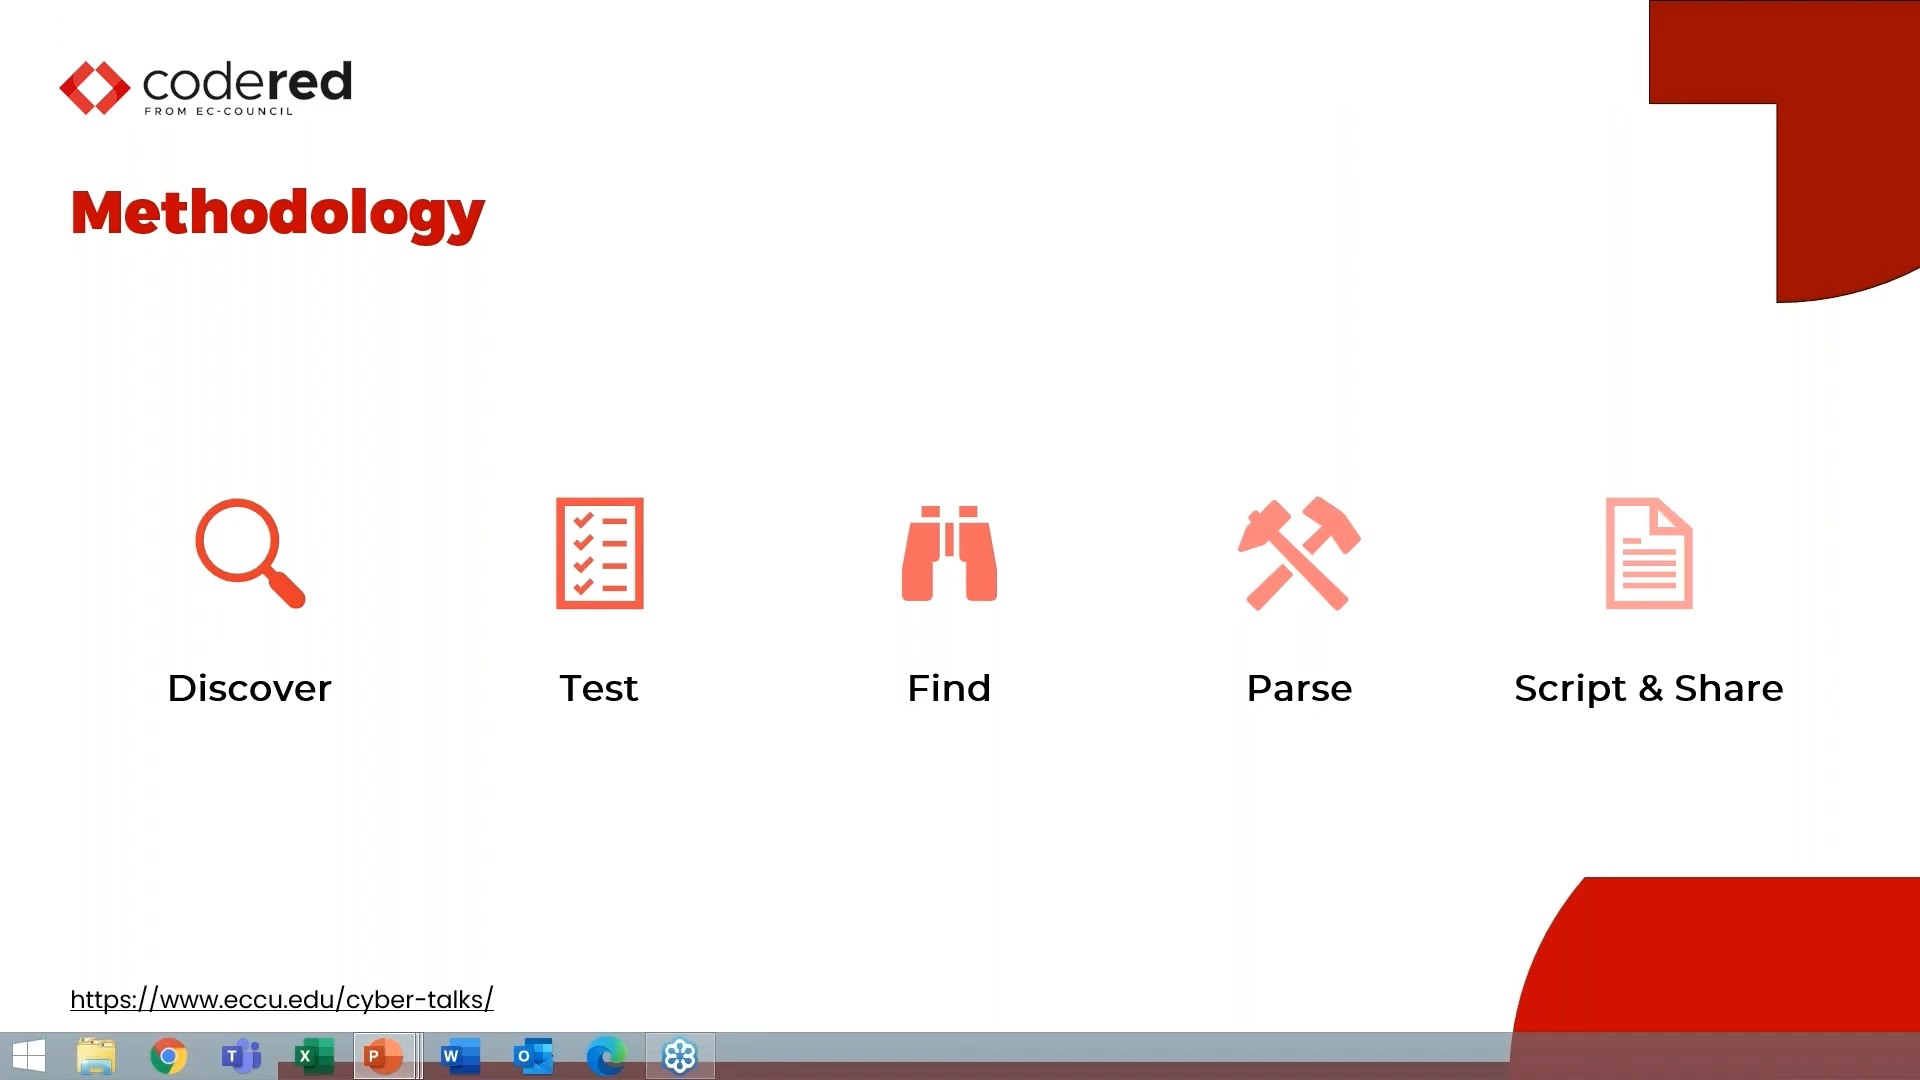 codered
FROM EC-COUNCIL
Methodology
Discover
Test
Find
Parse
Script & Share
https://www.eccu.edu/cyber-talks/
T
X
P
W
O